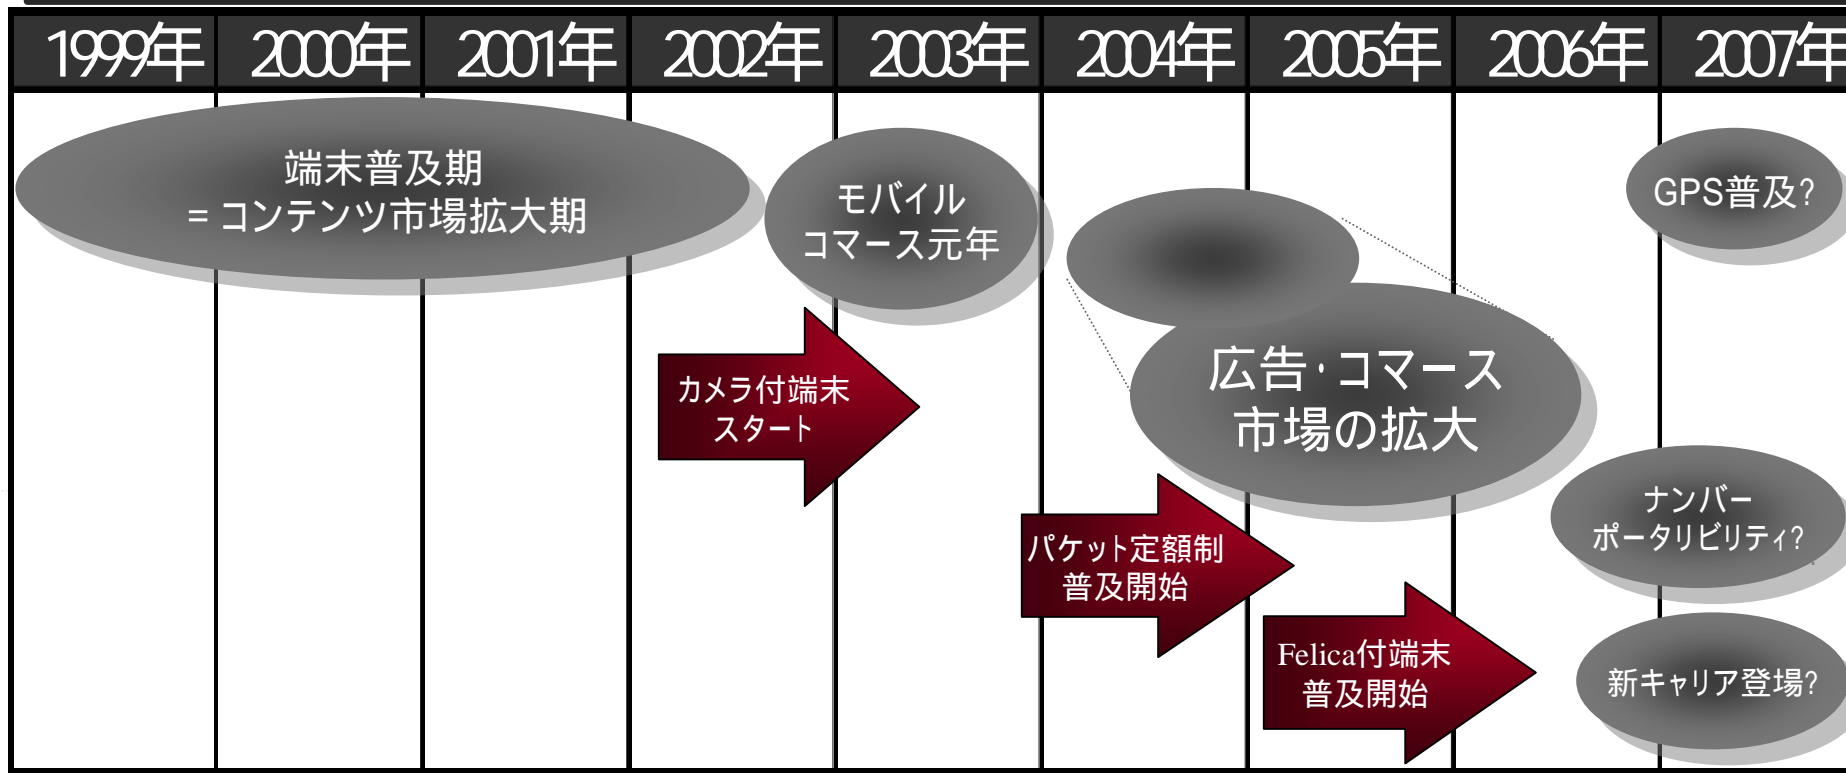 1999年 2000年 2001年 2002年 2003年 2004年 2005年 2006年 2007年
端末普及期
= コンテンツ市場拡大期
モバイル
コマース元年
GPS普及?
カメラ付端末
スタート
広告・コマース
市場の拡大
パケット定額制
普及開始
ナンバー
ポータリビリティ?
Felica付端末
普及開始
新キャリア登場?